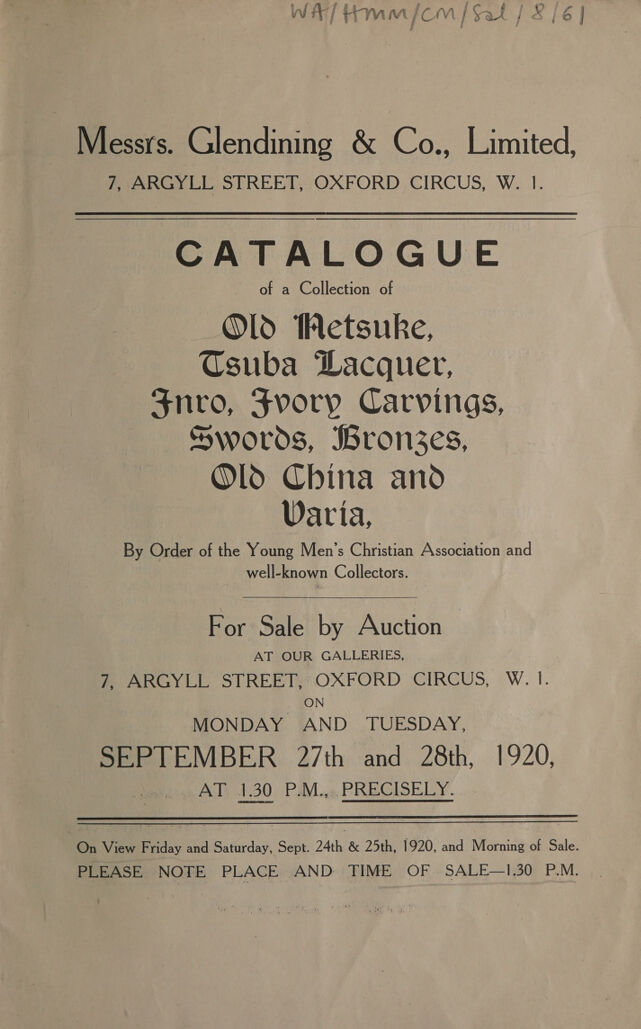 WA/HMM/CM/Sal/8/61
Messrs. Glendining & Co., Limited,
7, ARGYLL STREET, OXFORD CIRCUS, W. 1.
CATALOGUE
of a Collection of
Old Netsuke,
Tsuba Lacquer,
Inro, Ivory Carvings,
Swords, Bronzes,
Old China and
Varia,
By Order of the Young Men's Christian Association and
well-known Collectors.
For Sale by Auction
AT OUR GALLERIES,
7, ARGYLL STREET, OXFORD CIRCUS, W. 1.
ON
MONDAY AND TUESDAY,
SEPTEMBER 27th and 28th, 1920,
AT 1.30 P.M., PRECISELY.
On View Friday and Saturday, Sept. 24th & 25th, 1920, and Morning of Sale.
PLEASE NOTE PLACE AND TIME OF SALE—1.30 P.M.